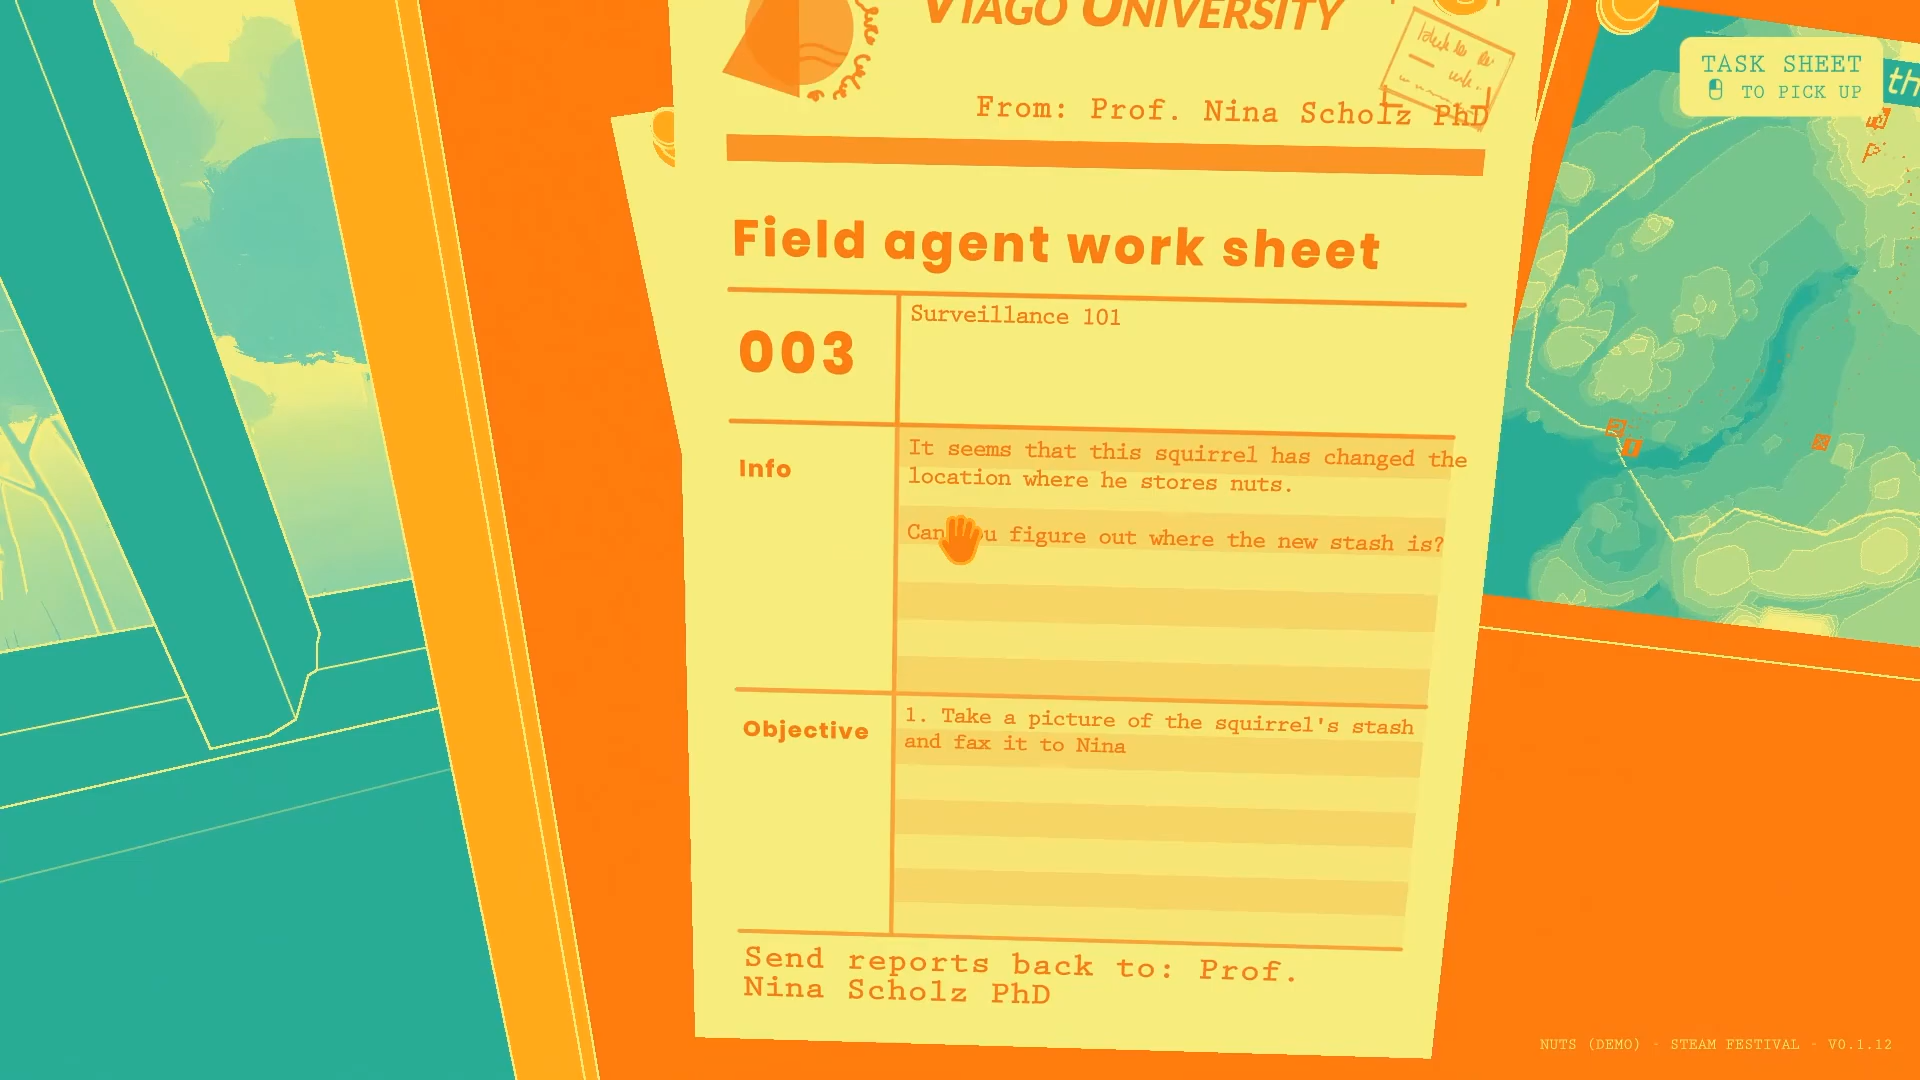 VIAGO UNIVERSITY
From: Prof. Nina Scholz PhD
TASK SHEET
TO PICK UP
th
Field agent work sheet
003
Surveillance 101
Info
It seems that this squirrel has changed the
location where he stores nuts.
Can u figure out where the new stash is?
2
1
Objective
1. Take a picture of the squirrel's stash
and fax it to Nina
Send reports back to: Prof.
Nina Scholz PhD
NUTS (DEMO) · STEAM FESTIVAL · V0.1.12